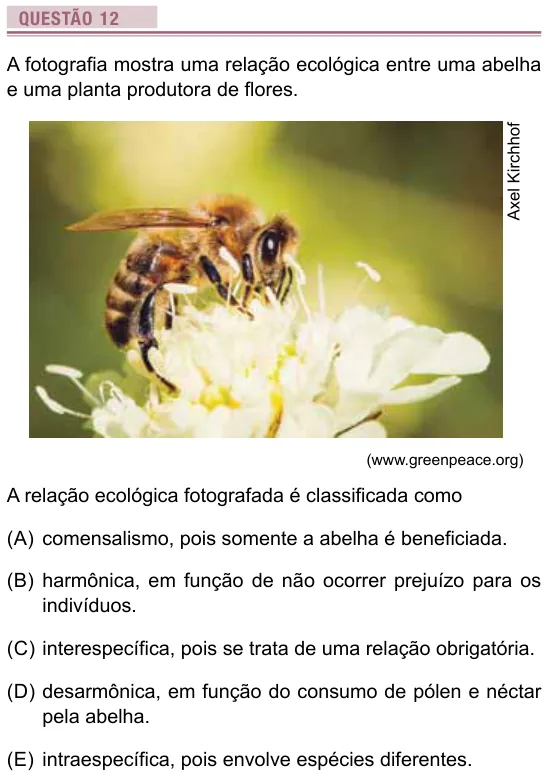 QUESTÃO 12
A fotografia mostra uma relação ecológica entre uma abelha
e uma planta produtora de flores.
Axel Kirchhof
(www.greenpeace.org)
A relação ecológica fotografada é classificada como
(A) comensalismo, pois somente a abelha é beneficiada.
(B) harmônica, em função de não ocorrer prejuízo para os
indivíduos.
(C) interespecífica, pois se trata de uma relação obrigatória.
(D) desarmônica, em função do consumo de pólen e néctar
pela abelha.
(E) intraespecífica, pois envolve espécies diferentes.